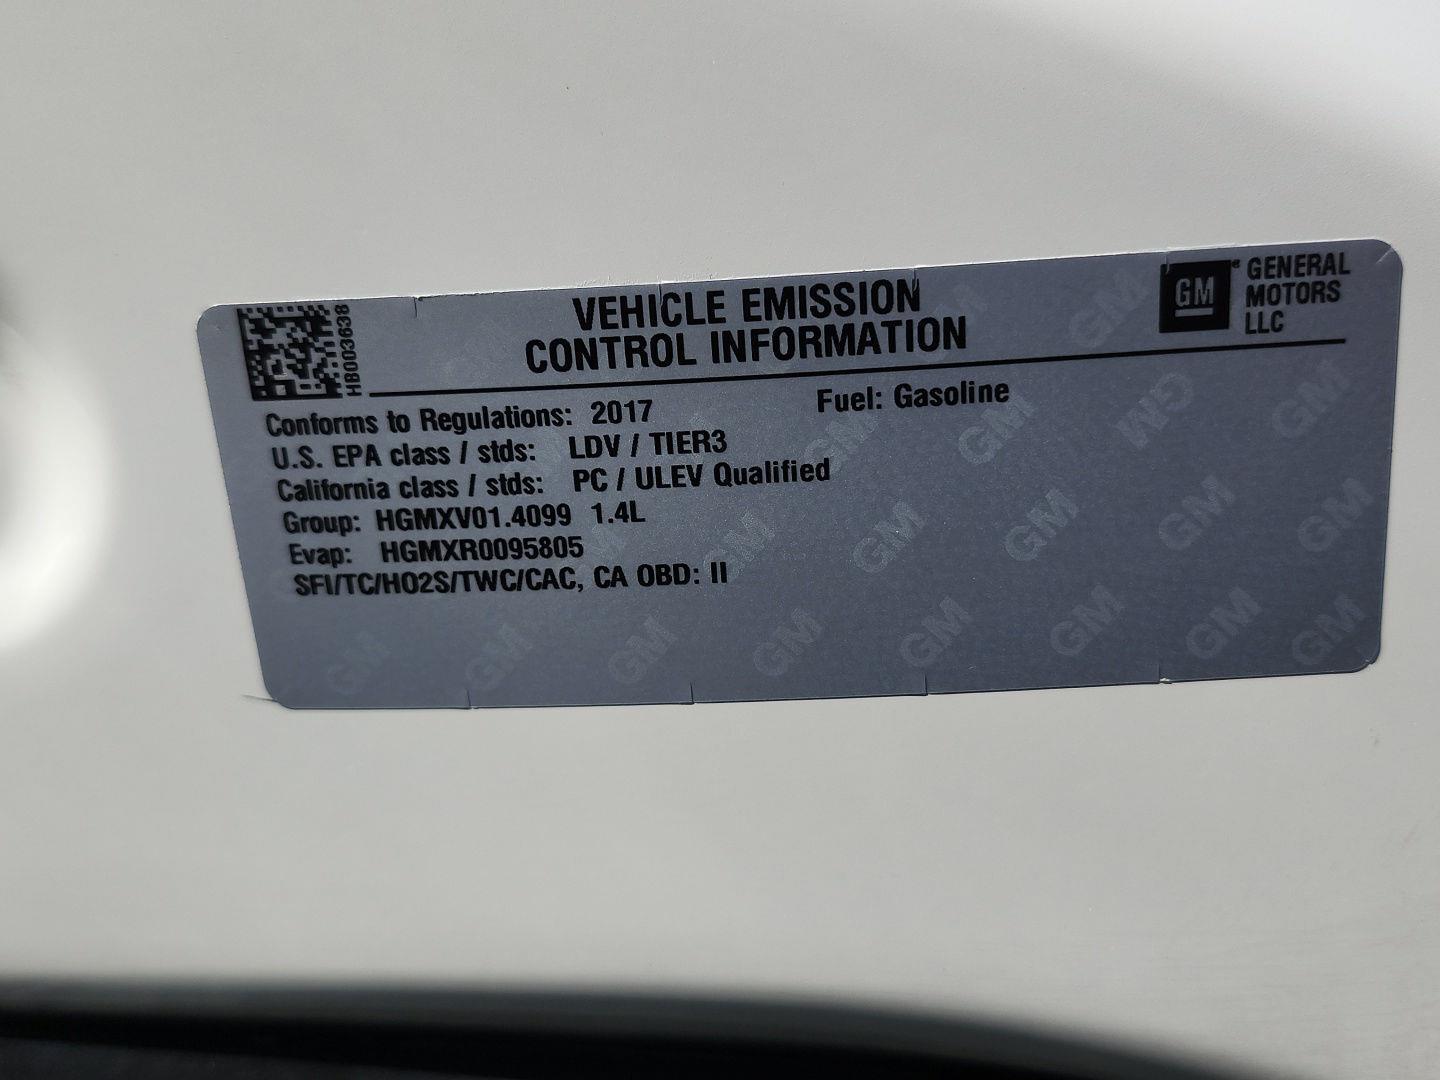 VEHICLE EMISSION
CONTROL INFORMATION
GM
GENERAL
MOTORS
LLC
HB003638
Conforms to Regulations: 2017
Fuel: Gasoline
U.S. EPA class / stds: LDV / TIER3
California class / stds: PC / ULEV Qualified
Group: HGMXV01.4099 1.4L
Evap: HGMXR0095805
SFI/TC/HO2S/TWC/CAC, CA OBD: II